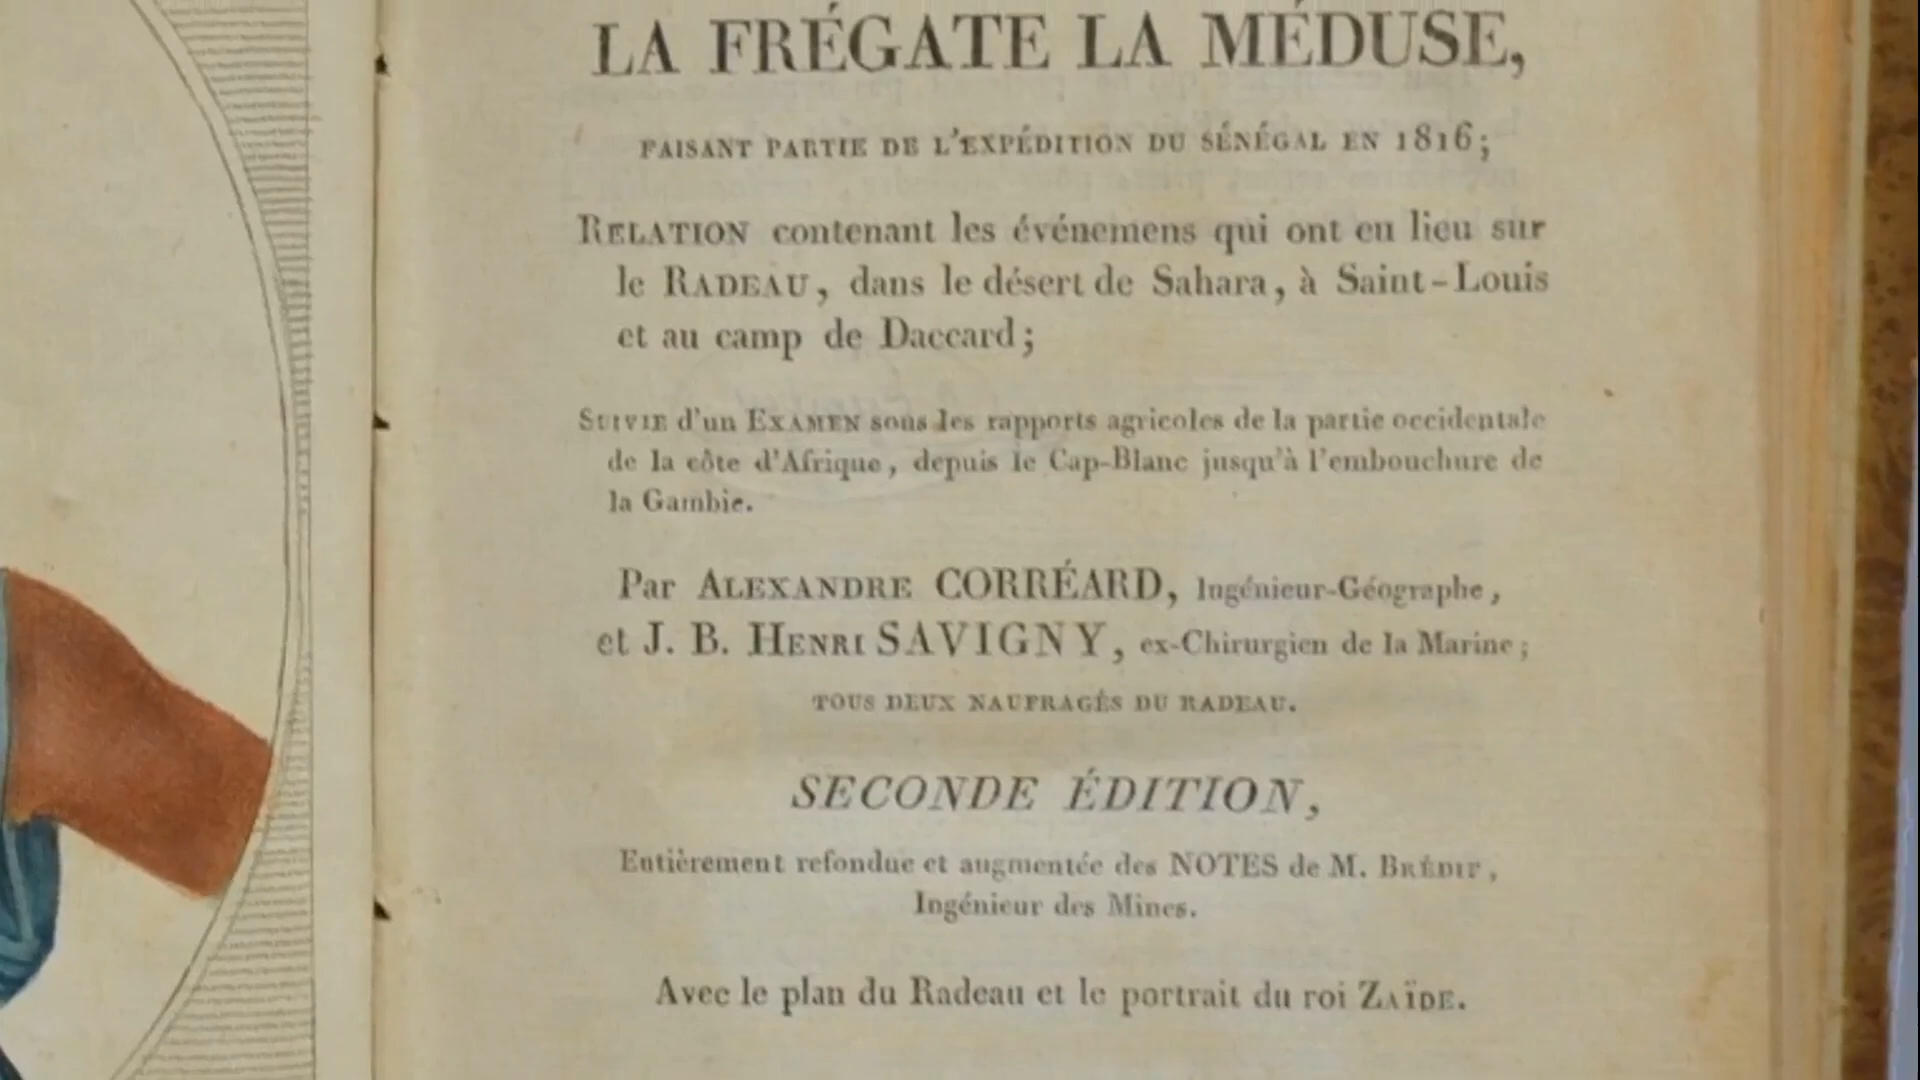 LA FRÉGATE LA MÉDUSE,
FAISANT PARTIE DE L'EXPÉDITION DU SÉNÉGAL EN 1816;
RELATION contenant les événemens qui ont eu lieu sur
le RADEAU, dans le désert de Sahara, à Saint-Louis
et au camp de Daccard;
SUIVIE d'un EXAMEN sous les rapports agricoles de la partie occidentale
de la côte d'Afrique, depuis le Cap-Blanc jusqu'à l'embouchure de
la Gambie.
Par ALEXANDRE CORRÉARD, Ingénieur-Géographe,
et J. B. HENRI SAVIGNY, ex-Chirurgien de la Marine;
TOUS DEUX NAUFRAGÉS DU RADEAU.
SECONDE ÉDITION,
Entièrement refondue et augmentée des NOTES de M. BRÉDIF,
Ingénieur des Mines.
Avec le plan du Radeau et le portrait du roi ZAÏDE.